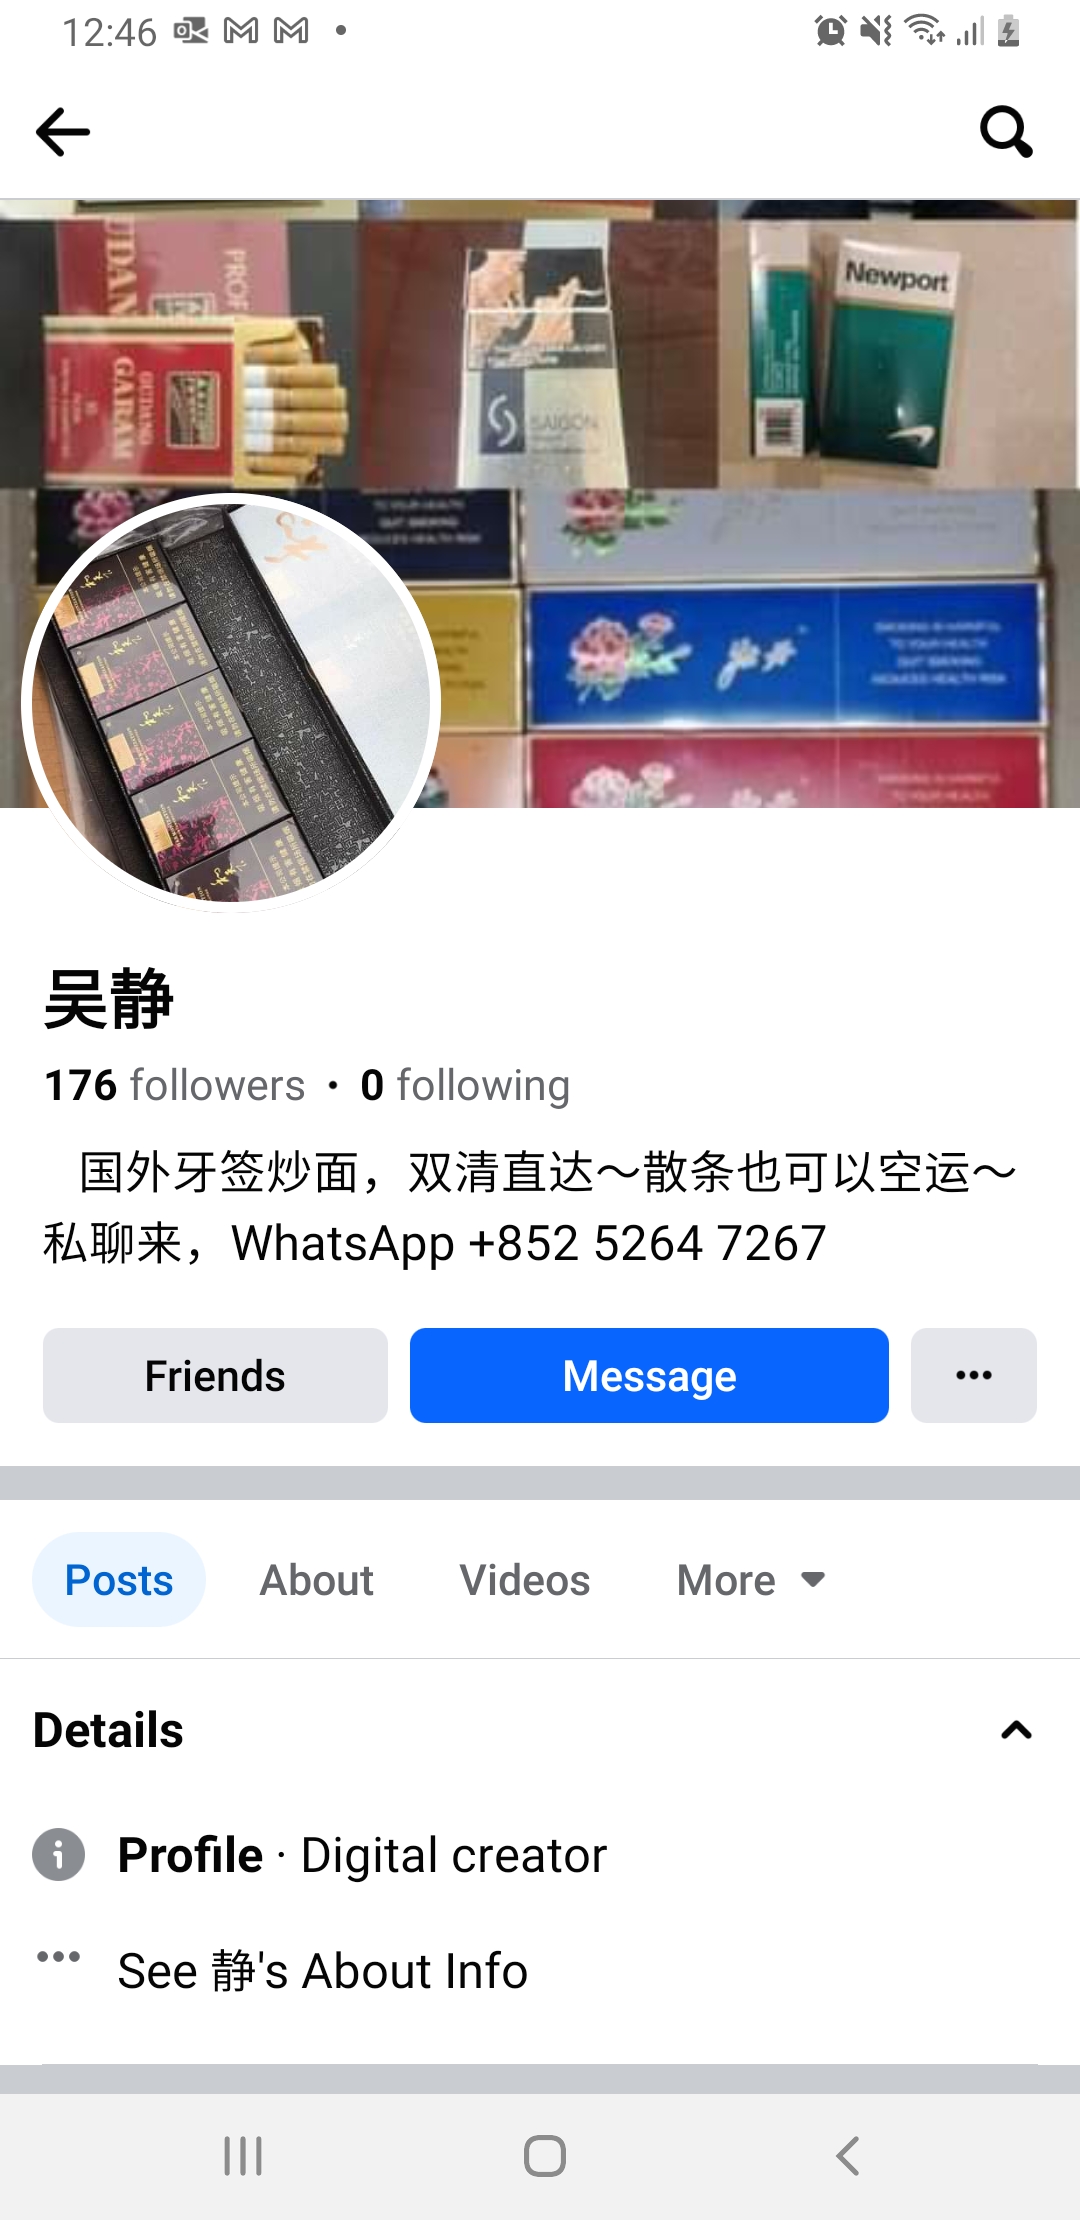 12:46
Newport
GUDANG
GARAM
SAIGON
吴静
176 followers · 0 following
国外牙签炒面，双清直达～散条也可以空运～
私聊来，WhatsApp +852 5264 7267
Friends
Message
Posts
About
Videos
More
Details
Profile · Digital creator
See 静's About Info